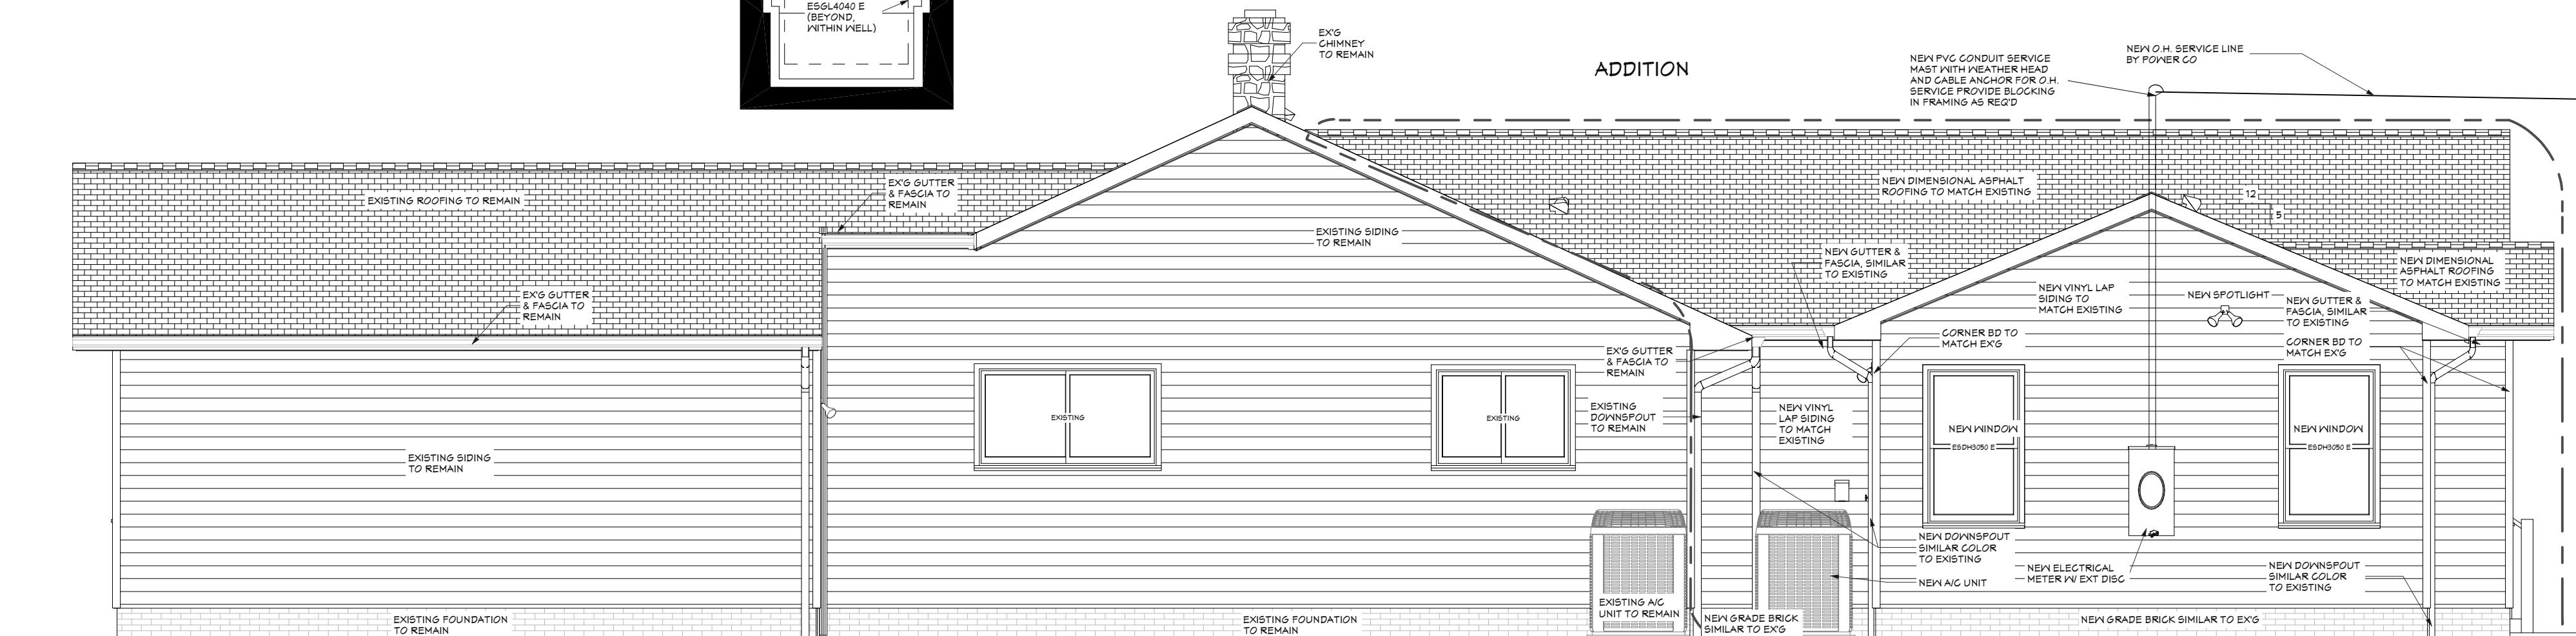 ESGL4040 E
(BEYOND,
WITHIN WELL)
EX'G
CHIMNEY
TO REMAIN
ADDITION
NEW PVC CONDUIT SERVICE
MAST WITH WEATHER HEAD
AND CABLE ANCHOR FOR O.H.
SERVICE PROVIDE BLOCKING
IN FRAMING AS REQ'D
NEW O.H. SERVICE LINE
BY POWER CO
EXISTING ROOFING TO REMAIN
EX'G GUTTER
& FASCIA TO
REMAIN
NEW DIMENSIONAL ASPHALT
ROOFING TO MATCH EXISTING
12
5
EXISTING SIDING
TO REMAIN
NEW GUTTER &
FASCIA, SIMILAR
TO EXISTING
NEW DIMENSIONAL
ASPHALT ROOFING
TO MATCH EXISTING
EX'G GUTTER
& FASCIA TO
REMAIN
NEW VINYL LAP
SIDING TO
MATCH EXISTING
NEW SPOTLIGHT
NEW GUTTER &
FASCIA, SIMILAR
TO EXISTING
CORNER BD TO
MATCH EX'G
CORNER BD TO
MATCH EX'G
EX'G GUTTER
& FASCIA TO
REMAIN
EXISTING
EXISTING
EXISTING
DOWNSPOUT
TO REMAIN
NEW VINYL
LAP SIDING
TO MATCH
EXISTING
NEW WINDOW
ESDH3050 E
NEW WINDOW
ESDH3050 E
EXISTING SIDING
TO REMAIN
NEW DOWNSPOUT
SIMILAR COLOR
TO EXISTING
NEW A/C UNIT
NEW ELECTRICAL
METER W/ EXT DISC
NEW DOWNSPOUT
SIMILAR COLOR
TO EXISTING
EXISTING A/C
UNIT TO REMAIN
EXISTING FOUNDATION
TO REMAIN
EXISTING FOUNDATION
TO REMAIN
NEW GRADE BRICK
SIMILAR TO EX'G
NEW GRADE BRICK SIMILAR TO EX'G